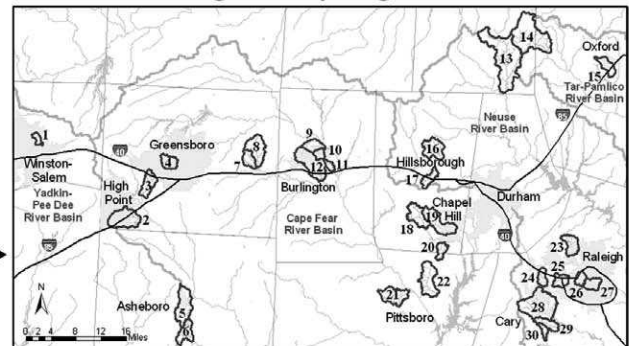 14
Oxford
13
15
Tar-Pamlico
River Basin
Neuse
River Basin
85
1
Winston-
Salem
40
Greensboro
4
7
8
9
10
11
12
Burlington
16
Hillsborough
17
Durham
Yadkin-
Pee Dee
River Basin
High
Point
3
2
Cape Fear
River Basin
Chapel
Hill
18
19
40
85
20
23
Raleigh
22
24
25
26
27
N
Asheboro
5
6
21
Pittsboro
28
Cary
29
30
0 2 4 8 12 16
Miles